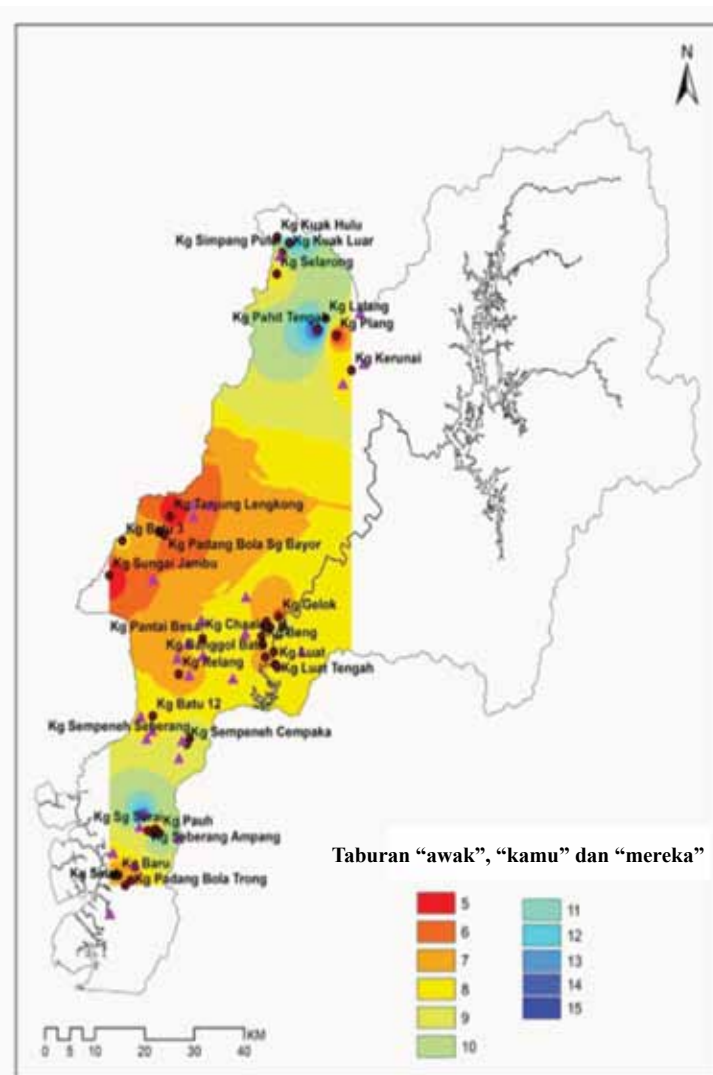 N
Kg Kuak Hulu
Kg Simpang
Kg Kuak Luar
Kg Selarong
Kg Lalang
Kg Pahit Tengah
Kg Plang
Kg Kerunai
Kg Tanjung Lengkong
Kg Batu 3
Kg Padang Bola Sg Bayor
Kg Sungai Jambu
Kg Gelok
Kg Pantai Besar
Kg
Kg Luat
Kg Kelang
Kg Luat Tengah
Kg Batu 12
Kg Sempeneh Seberang
Kg Sempeneh Cempaka
Kg Sg
Kg Pauh
Kg Seberang Ampang
Kg Baru
Kg
Kg Padang Bola Trong
Taburan “awak”, “kamu” dan “mereka”
5
6
7
8
9
10
11
12
13
14
15
KM
0 5 10 20 30 40